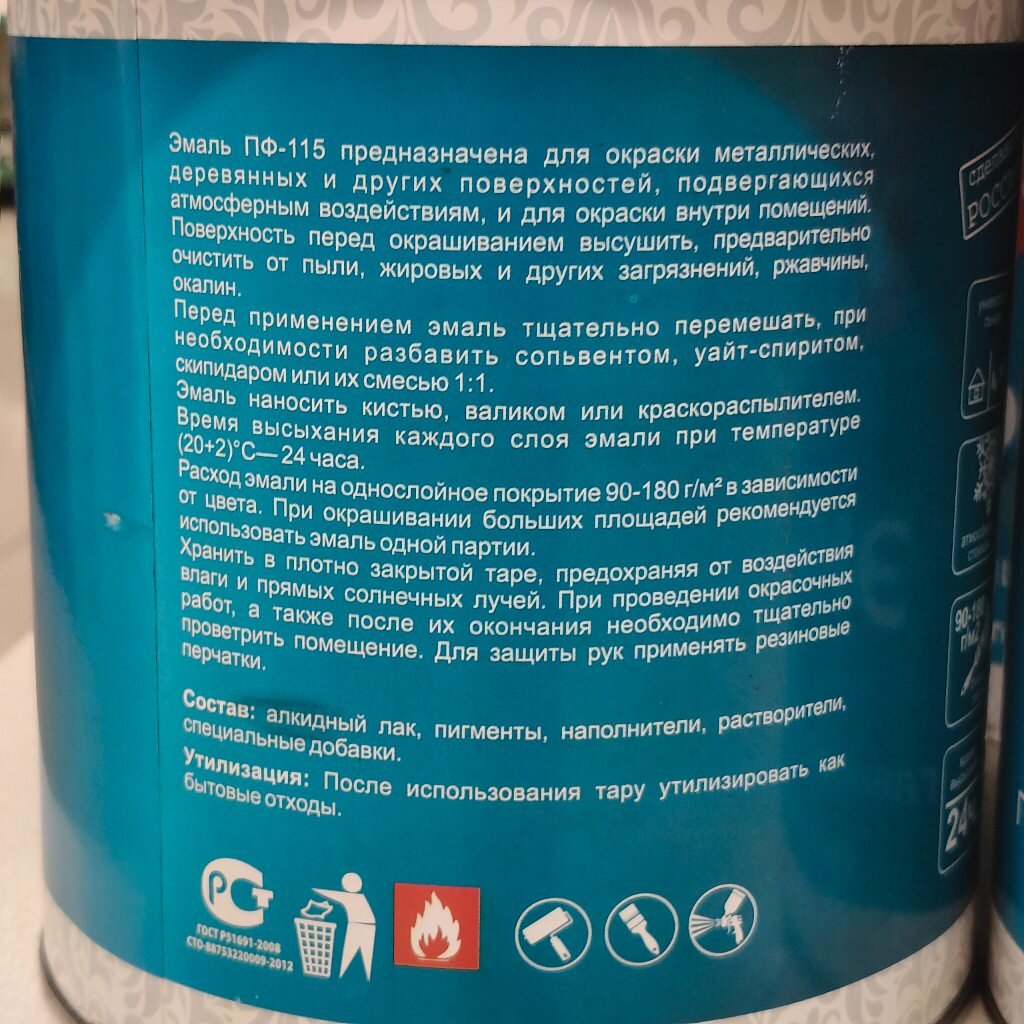 Эмаль ПФ-115 предназначена для окраски металлических,
деревянных и других поверхностей, подвергающихся
атмосферным воздействиям, и для окраски внутри помещений.
Поверхность перед окрашиванием высушить, предварительно
очистить от пыли, жировых и других загрязнений, ржавчины,
окалин.
Перед применением эмаль тщательно перемешать, при
необходимости разбавить сопьвентом, уайт-спиритом,
скипидаром или их смесью 1:1.
Эмаль наносить кистью, валиком или краскораспылителем.
Время высыхания каждого слоя эмали при температуре
(20+2)°С— 24 часа.
Расход эмали на однослойное покрытие 90-180 г/м² в зависимости
от цвета. При окрашивании больших площадей рекомендуется
использовать эмаль одной партии.
Хранить в плотно закрытой таре, предохраняя от воздействия
влаги и прямых солнечных лучей. При проведении окрасочных
работ, а также после их окончания необходимо тщательно
проветрить помещение. Для защиты рук применять резиновые
перчатки.
Состав: алкидный лак, пигменты, наполнители, растворители,
специальные добавки.
Утилизация: После использования тару утилизировать как
бытовые отходы.
РСТ
ГОСТ Р51691-2008
СТО-88753220009-2012